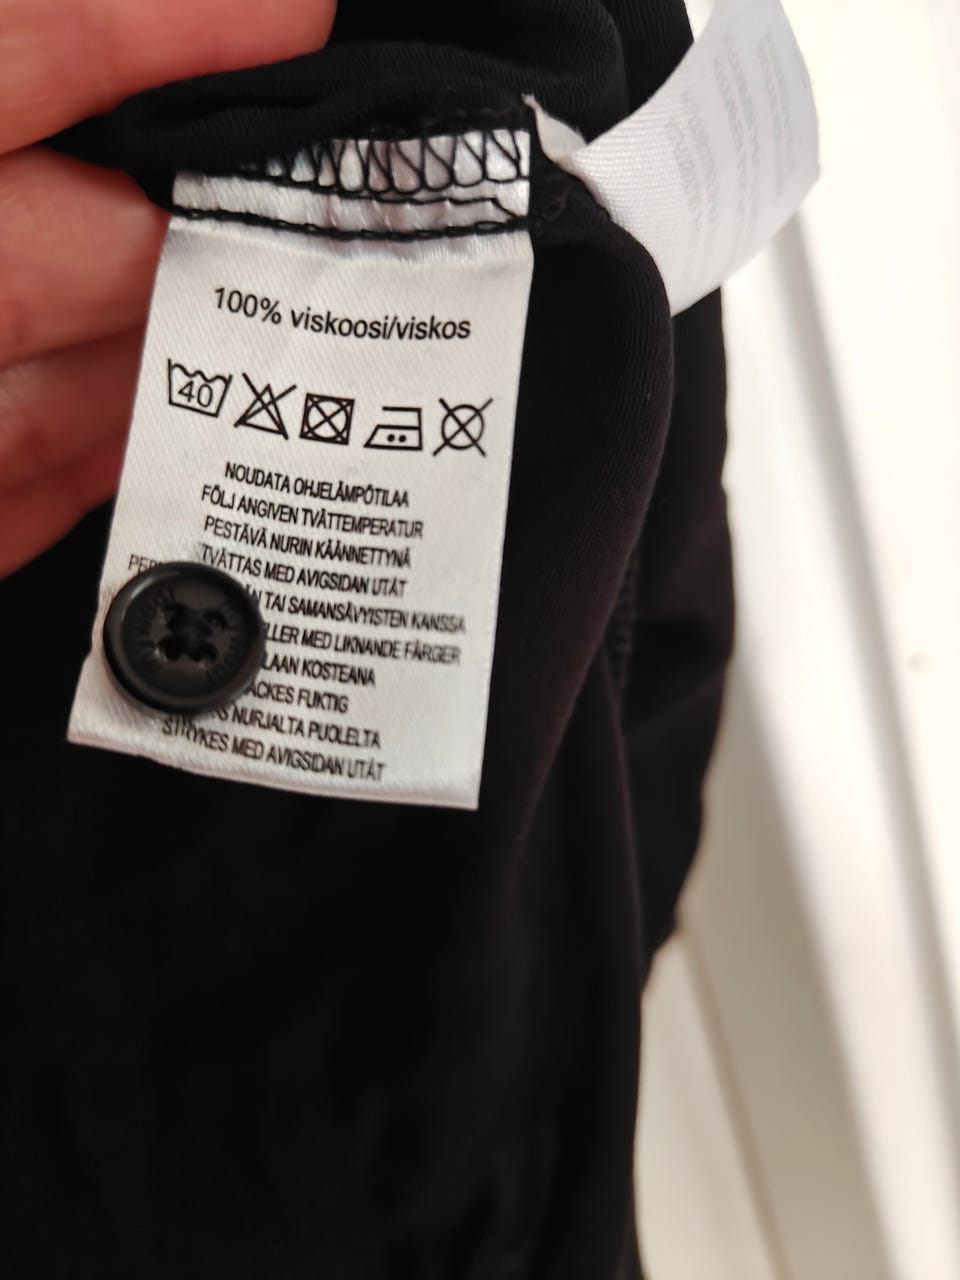 100% viskoosi/viskos
40
NOUDATA OHJELÄMPÖTILAA
FÖLJ ANGIVEN TVÄTTEMPERATUR
PESTÄVÄ NURIN KÄÄNNETTYNÄ
TVÄTTAS MED AVIGSIDAN UTÅT
TAI SAMANSÄVYISTEN KANSSA
MED LIKNANDE FÄRGER
KOSTEANA
FUKTIG
NURJALTA PUOLELTA
STRYKES MED AVIGSIDAN UTÅT